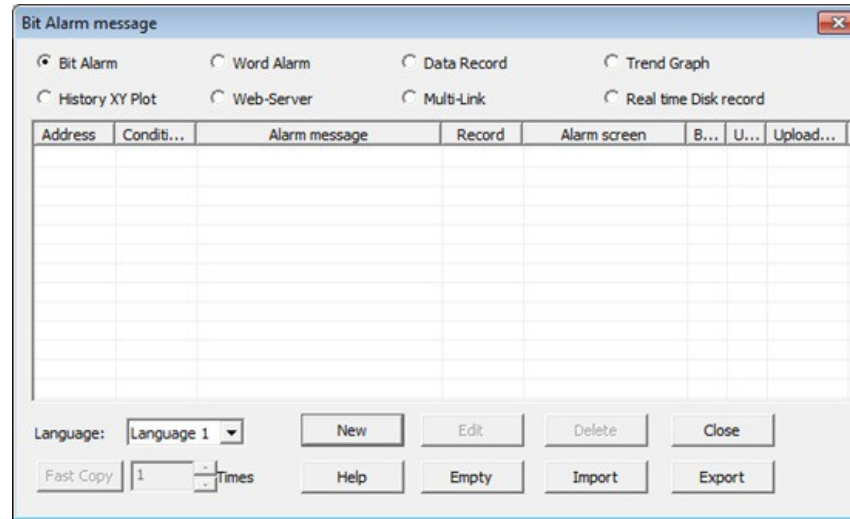 Bit Alarm message
Bit Alarm Word Alarm Data Record Trend Graph
History XY Plot Web-Server Multi-Link Real time Disk record
Address Conditi... Alarm message Record Alarm screen B... U... Upload...
Language: Language 1 New Edit Delete Close
Fast Copy 1 Times Help Empty Import Export